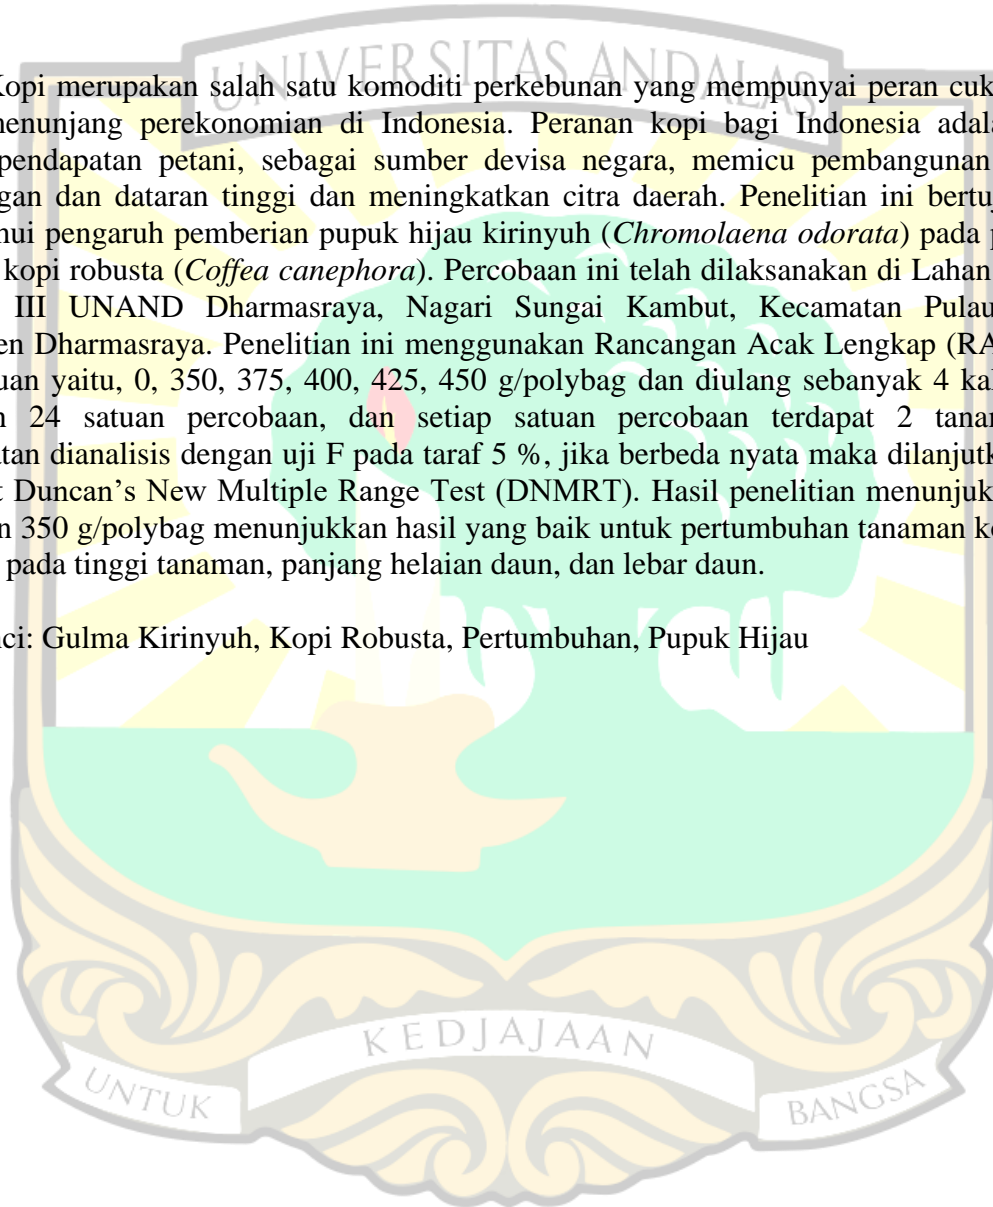 UNIVERSITAS ANDALAS
Kopi merupakan salah satu komoditi perkebunan yang mempunyai peran cuk
menunjang perekonomian di Indonesia. Peranan kopi bagi Indonesia adala
pendapatan petani, sebagai sumber devisa negara, memicu pembangunan
gan dan dataran tinggi dan meningkatkan citra daerah. Penelitian ini bertuj
hui pengaruh pemberian pupuk hijau kirinyuh (Chromolaena odorata) pada p
kopi robusta (Coffea canephora). Percobaan ini telah dilaksanakan di Lahan
III UNAND Dharmasraya, Nagari Sungai Kambut, Kecamatan Pulau
en Dharmasraya. Penelitian ini menggunakan Rancangan Acak Lengkap (RA
uan yaitu, 0, 350, 375, 400, 425, 450 g/polybag dan diulang sebanyak 4 kal
n 24 satuan percobaan, dan setiap satuan percobaan terdapat 2 tanam
atan dianalisis dengan uji F pada taraf 5 %, jika berbeda nyata maka dilanjutk
t Duncan’s New Multiple Range Test (DNMRT). Hasil penelitian menunjuk
n 350 g/polybag menunjukkan hasil yang baik untuk pertumbuhan tanaman k
pada tinggi tanaman, panjang helaian daun, dan lebar daun.
nci: Gulma Kirinyuh, Kopi Robusta, Pertumbuhan, Pupuk Hijau
UNTUK KEDJAJAAN BANGSA